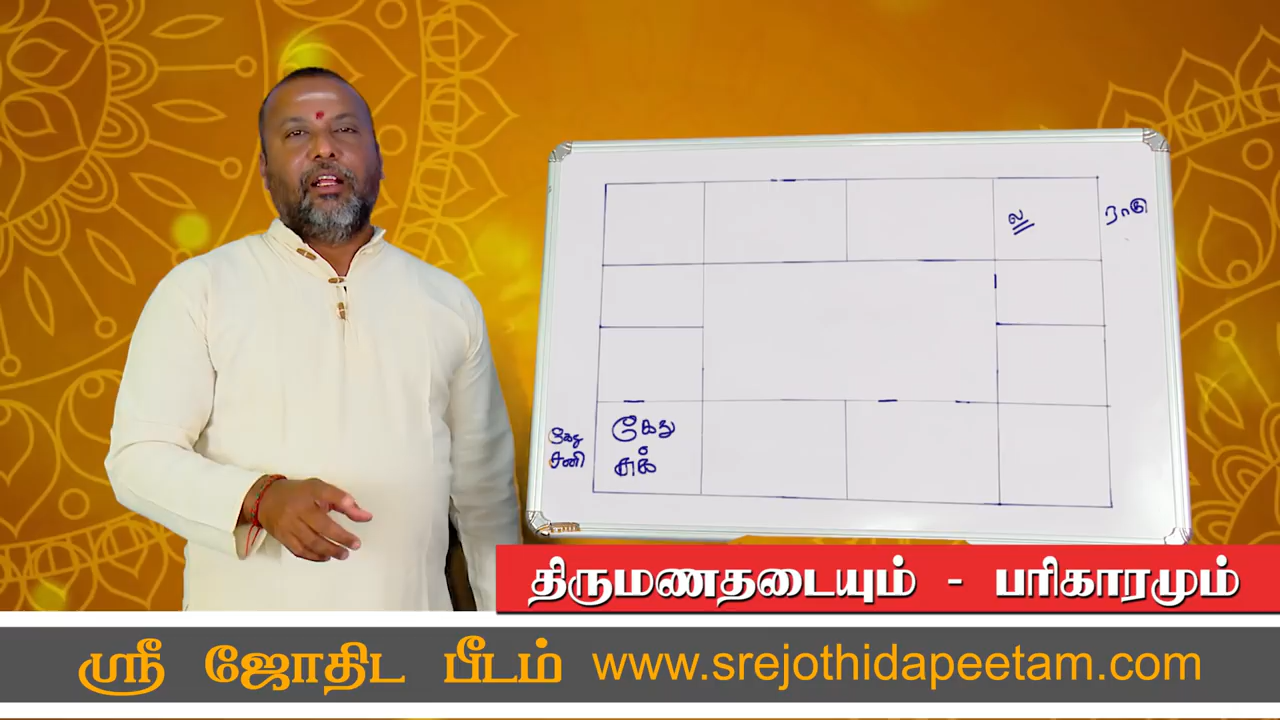 ல
ராகு
கேது
சனி
கேது
சுக்
திருமணதடையும் - பரிகாரமும்
ஸ்ரீ ஜோதிட பீடம் www.srejothidapeetam.com